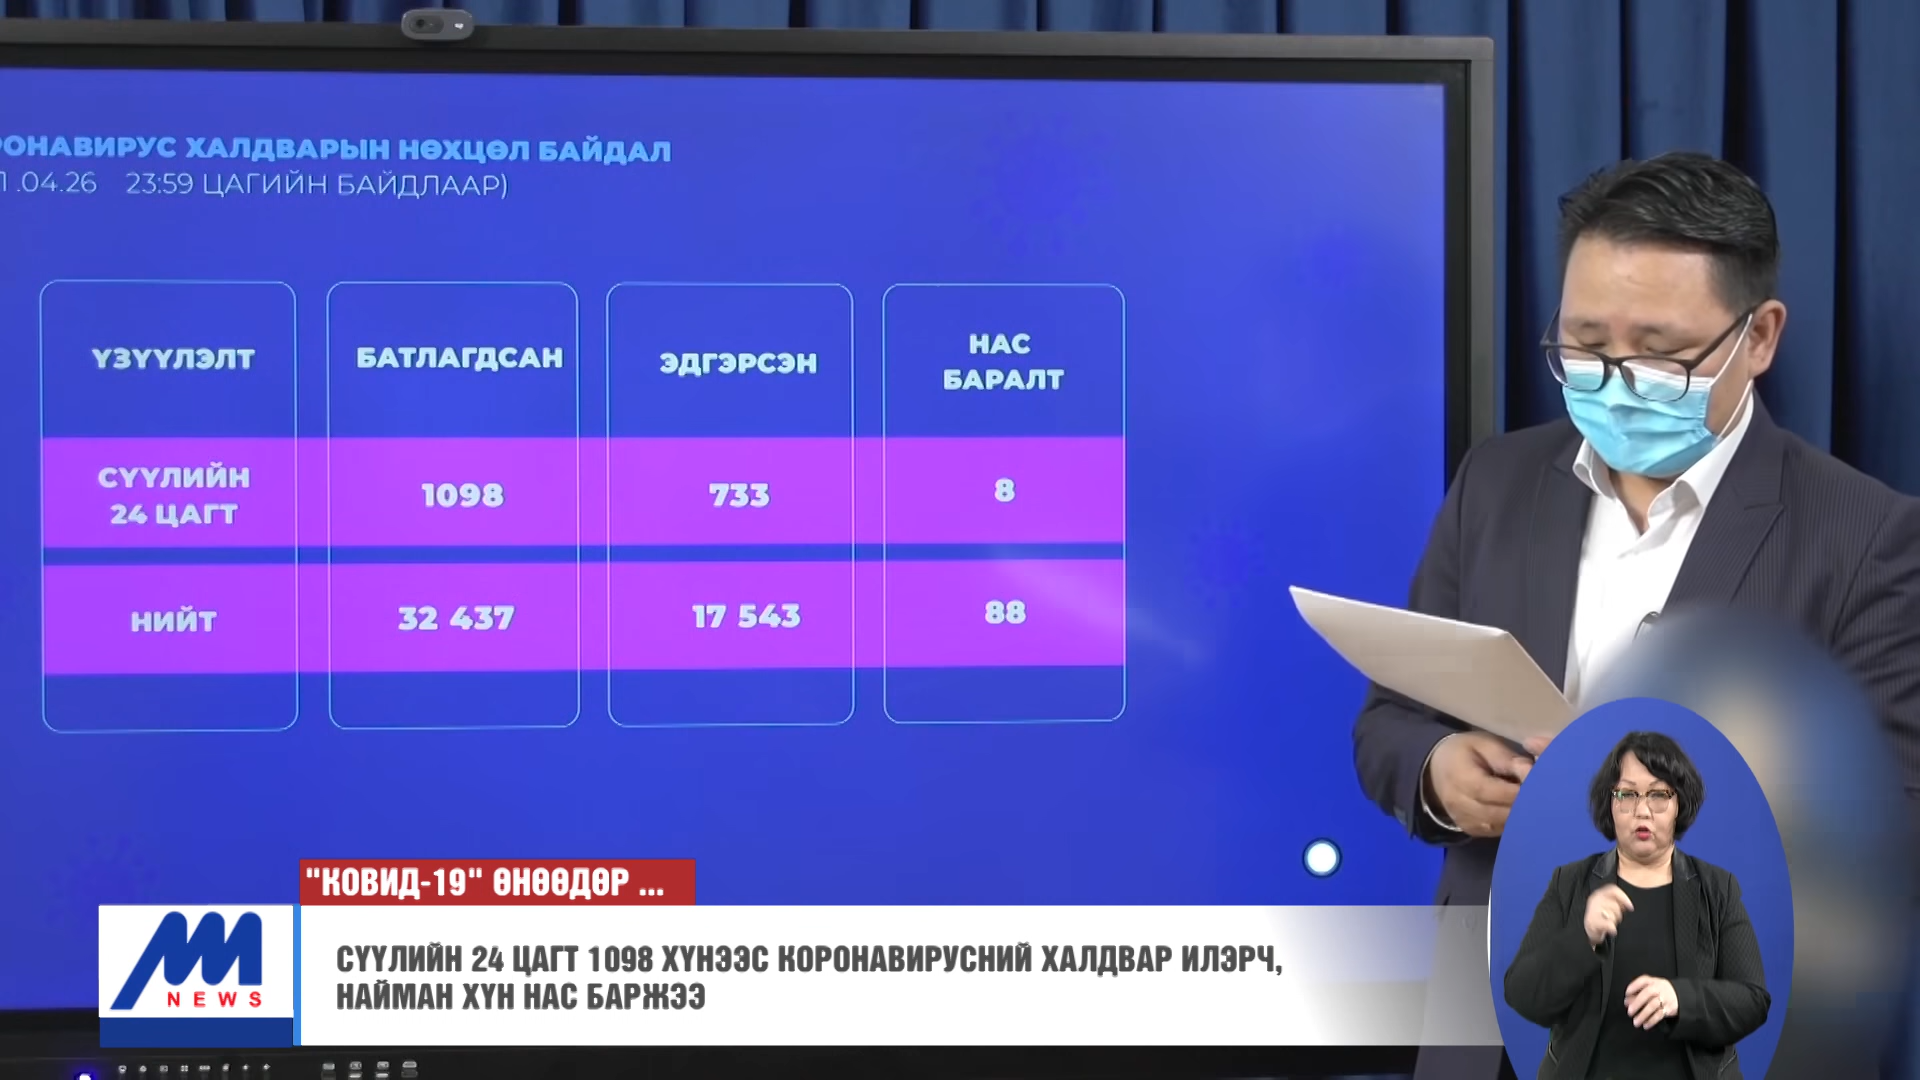 РОНАВИРУС ХАЛДВАРЫН НӨХЦӨЛ БАЙДАЛ
1.04.26 23:59 ЦАГИЙН БАЙДЛААР)
ҮЗҮҮЛЭЛТ БАТЛАГДСАН ЭДГЭРСЭН НАС
БАРАЛТ
СҮҮЛИЙН
24 ЦАГТ 1098 733 8
НИЙТ 32 437 17 543 88
"КОВИД-19" ӨНӨӨДӨР ...
СҮҮЛИЙН 24 ЦАГТ 1098 ХҮНЭЭС КОРОНАВИРУСНИЙ ХАЛДВАР ИЛЭРЧ,
НАЙМАН ХҮН НАС БАРЖЭЭ
NEWS